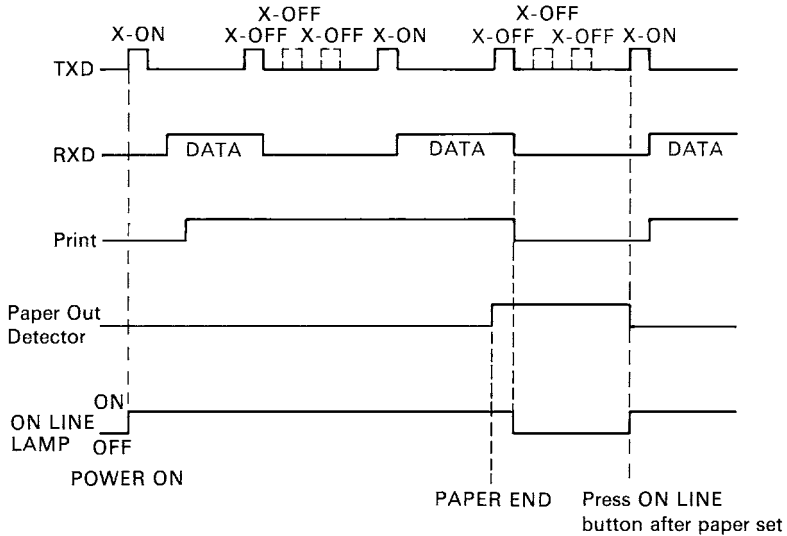 X-OFF X-OFF
X-ON X-OFF X-OFF X-ON X-OFF X-OFF X-ON
TXD
RXD DATA DATA DATA
Print
Paper Out
Detector
ON
ON LINE
LAMP OFF
POWER ON
PAPER END Press ON LINE
button after paper set